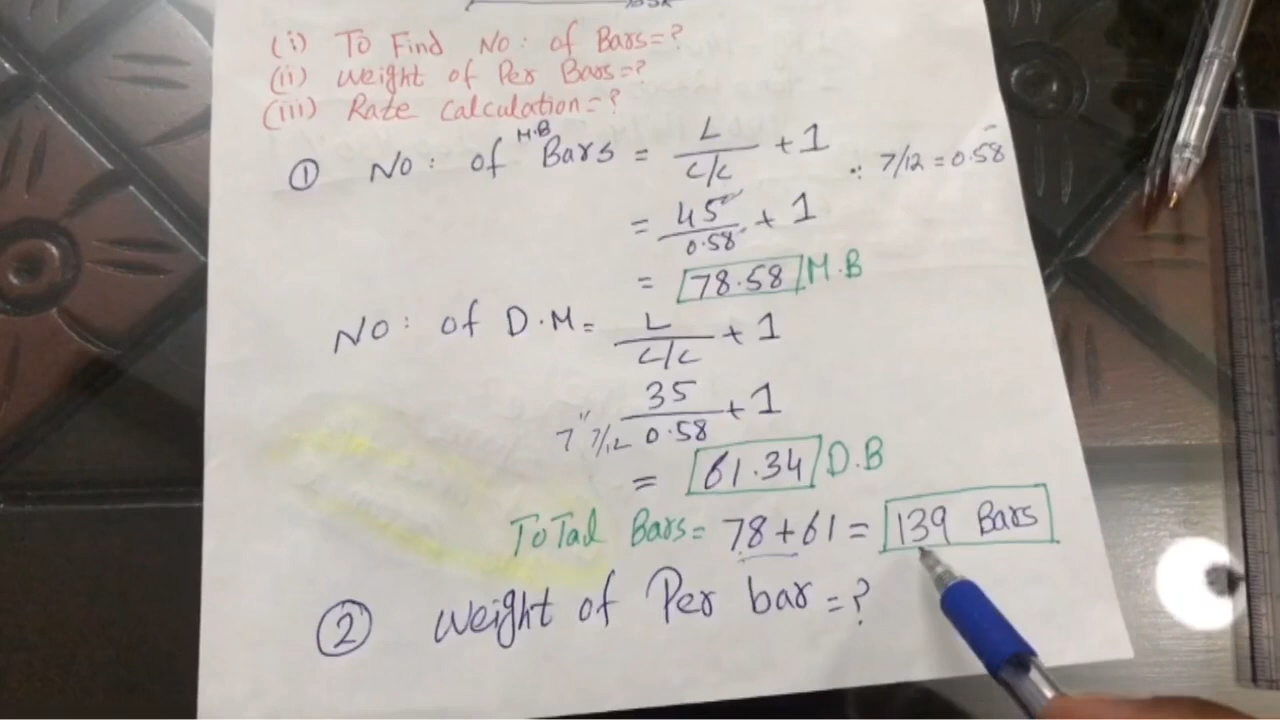 (i) To Find No: of Bars=?
(ii) Weight of Per Bars=?
(iii) Rate Calculation=?
① No: of M.B Bars = L/c/c +1 ∴ 7/12 = 0.58
= 45/0.58 + 1
= 78.58 M.B
No: of D.M = L/c/c + 1
7" 7/12 35/0.58 +1
= 61.34 D.B
ToTal Bars = 78+61 = 139 Bars
② Weight of Per bar=?